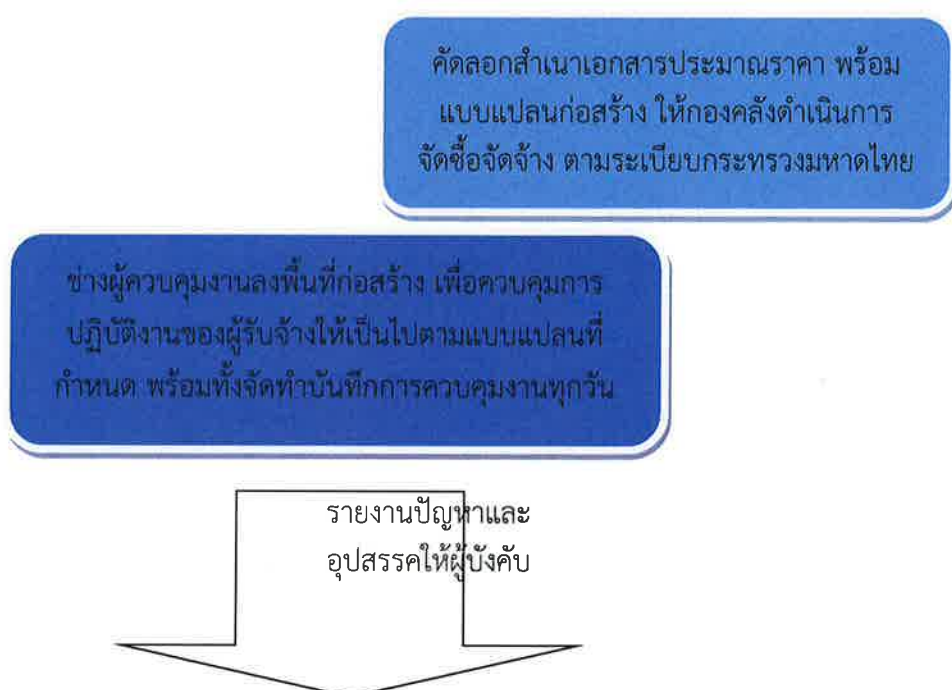 คัดลอกสำเนาเอกสารประมาณราคา พร้อม
แบบแปลนก่อสร้าง ให้กองคลังดำเนินการ
จัดซื้อจัดจ้าง ตามระเบียบกระทรวงมหาดไทย
ช่างผู้ควบคุมงานลงพื้นที่ก่อสร้าง เพื่อควบคุมการ
ปฏิบัติงานของผู้รับจ้างให้เป็นไปตามแบบแปลนที่
กำหนด พร้อมทั้งจัดทำบันทึกการควบคุมงานทุกวัน
รายงานปัญหาและ
อุปสรรคให้ผู้บังคับ